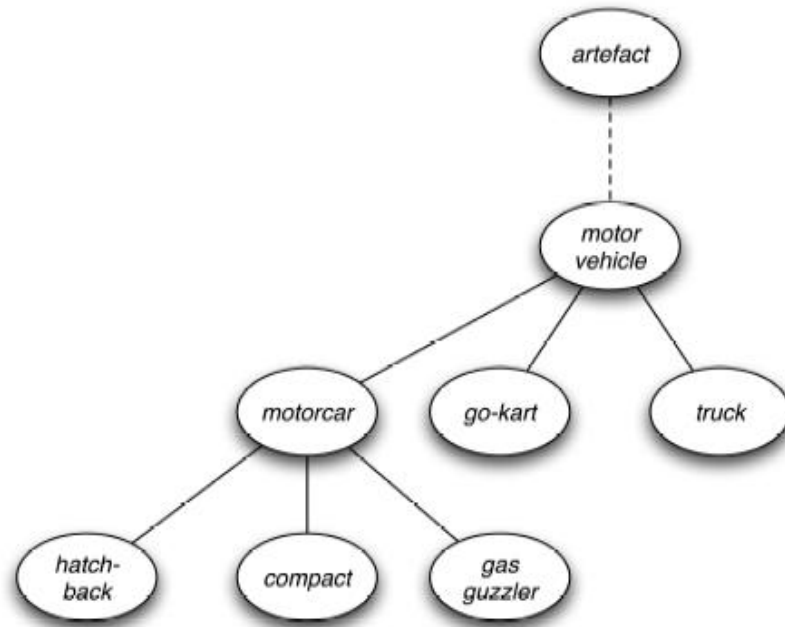 artefact
motor
vehicle
motorcar
go-kart
truck
hatch-
back
compact
gas
guzzler